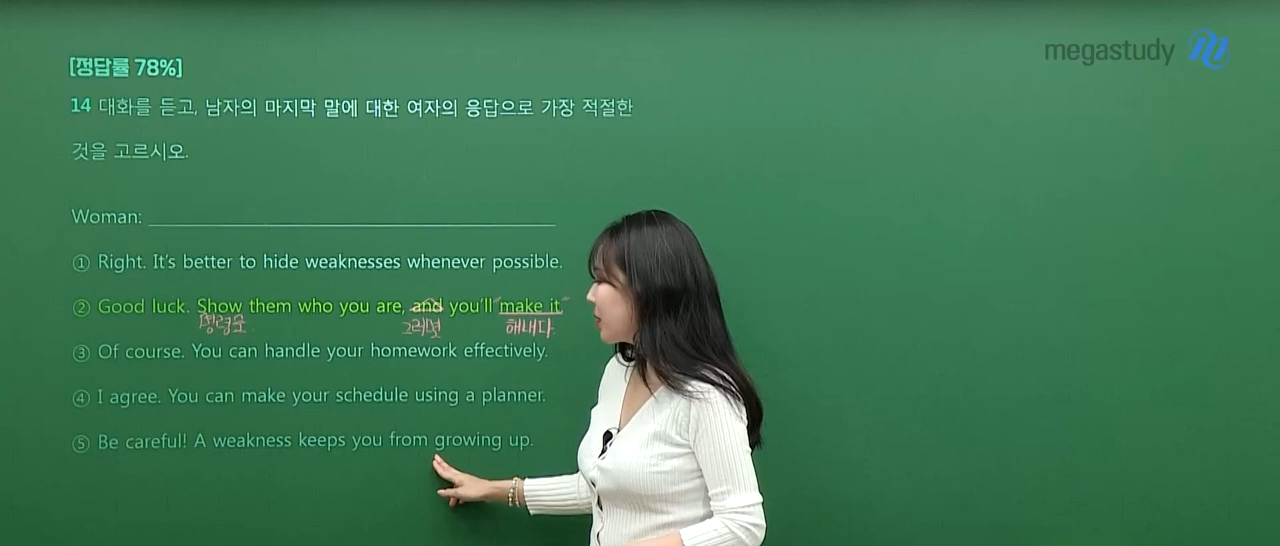 megastudy
[정답률 78%]
14 대화를 듣고, 남자의 마지막 말에 대한 여자의 응답으로 가장 적절한
것을 고르시오.
Woman:
① Right. It's better to hide weaknesses whenever possible.
② Good luck. Show them who you are, and you'll "make it"
명령문 그러면 해내다
③ Of course. You can handle your homework effectively.
④ I agree. You can make your schedule using a planner.
⑤ Be careful! A weakness keeps you from growing up.